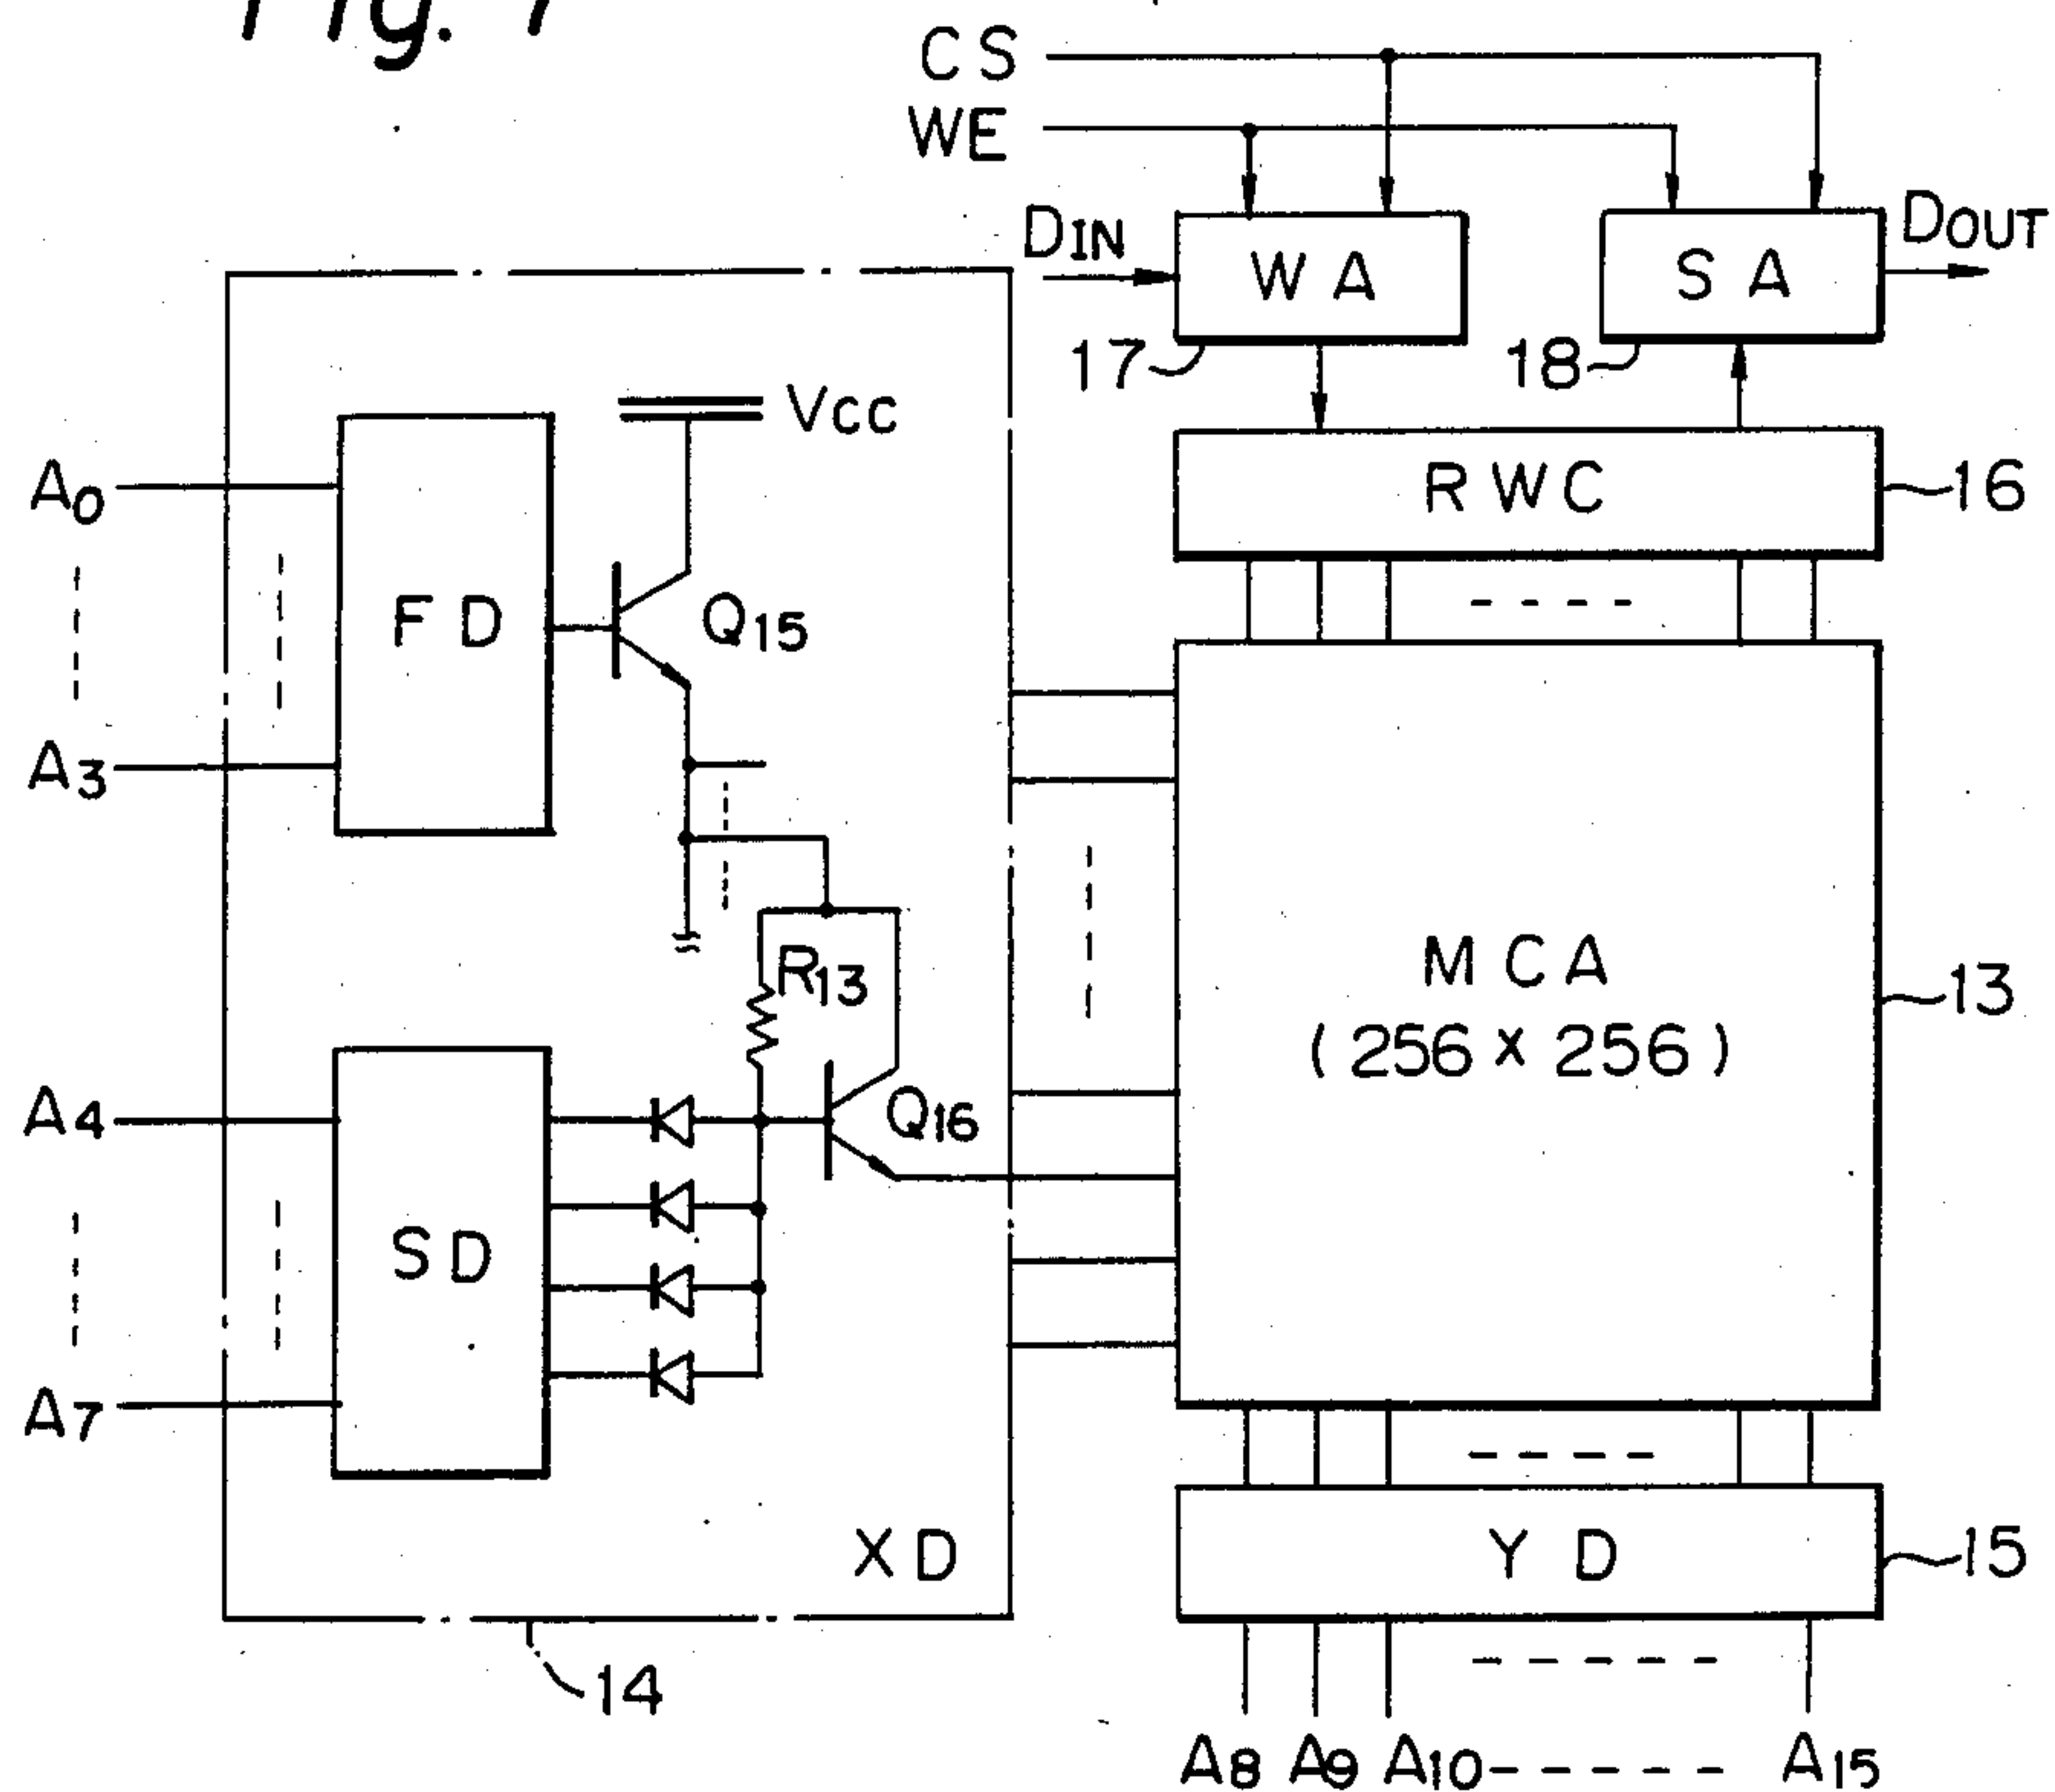 Fig. 7
CS
WE
DIN
WA
SA
DOUT
17
18
VCC
RWC
16
A0
FD
Q15
A3
R13
MCA
(256 × 256)
13
A4
Q16
SD
A7
XD
YD
15
14
A8 A9 A10 ----- A15